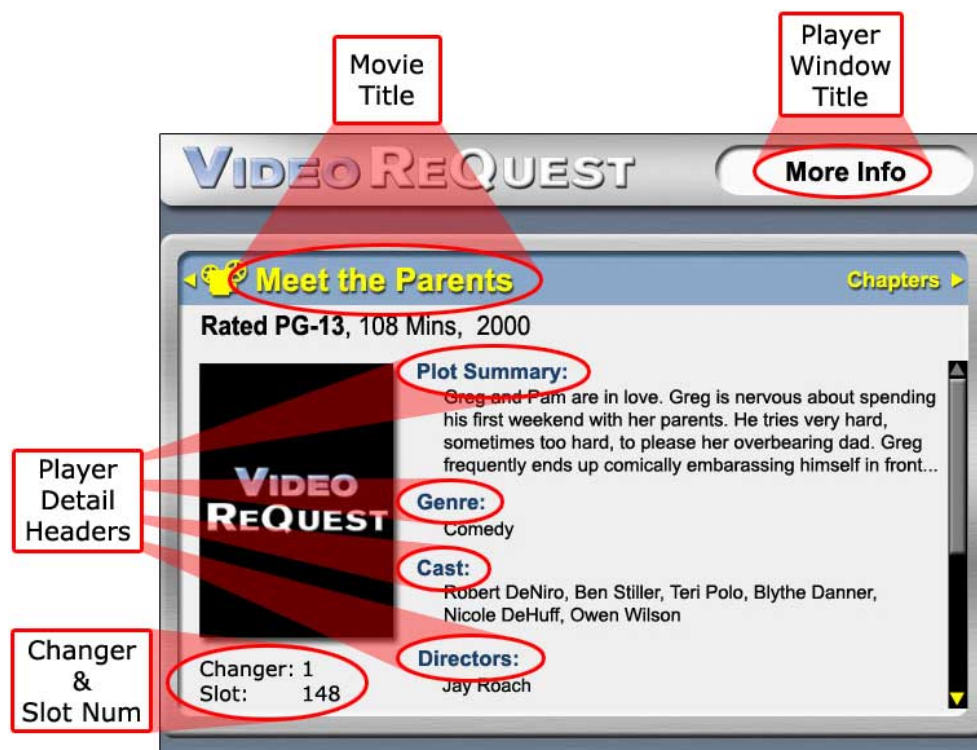 Movie
Title
Player
Window
Title
VIDEO REQUEST
More Info
Meet the Parents
Chapters
Rated PG-13, 108 Mins, 2000
Plot Summary:
Greg and Pam are in love. Greg is nervous about spending
his first weekend with her parents. He tries very hard,
sometimes too hard, to please her overbearing dad. Greg
frequently ends up comically embarassing himself in front...
VIDEO
REQUEST
Genre:
Comedy
Cast:
Robert DeNiro, Ben Stiller, Teri Polo, Blythe Danner,
Nicole DeHuff, Owen Wilson
Directors:
Jay Roach
Changer: 1
Slot: 148
Player
Detail
Headers
Changer
&
Slot Num